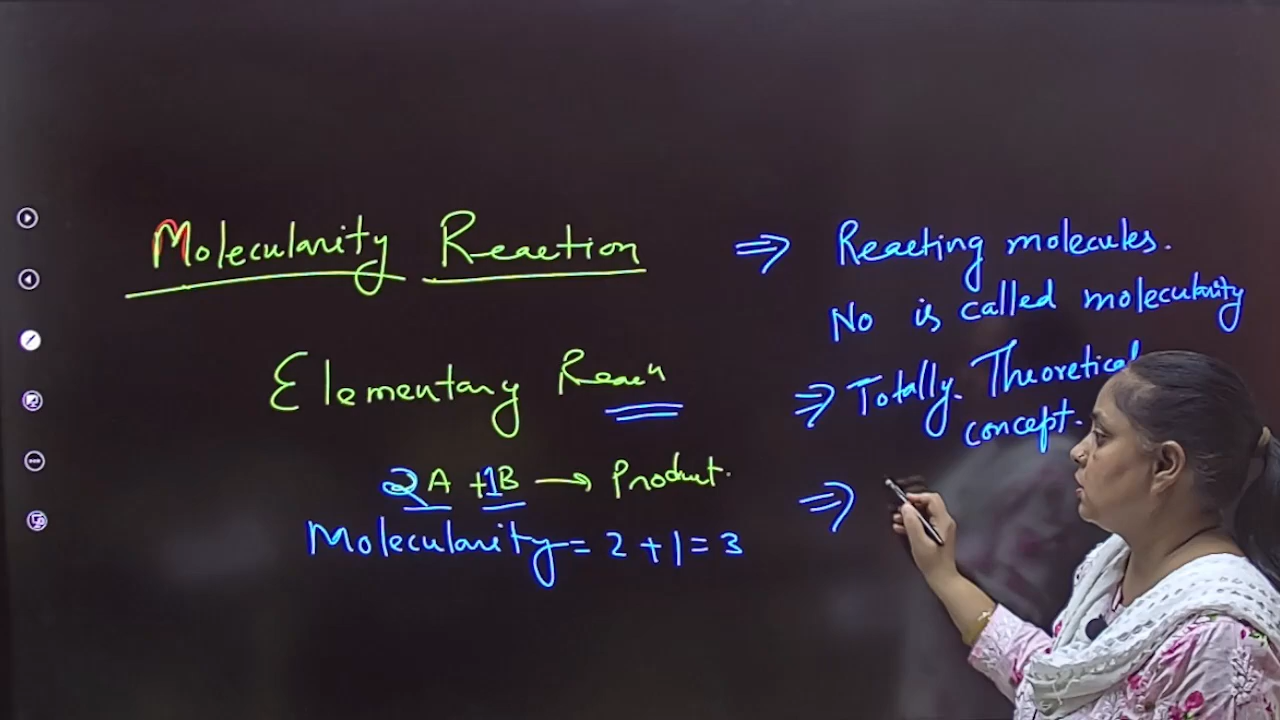 Molecularity Reaction
Elementary Reacn
2A + 1B → Product.
Molecularity = 2 + 1 = 3
⇒ Reacting molecules.
No is called molecularity
⇒ Totally Theoretical
concept.
⇒